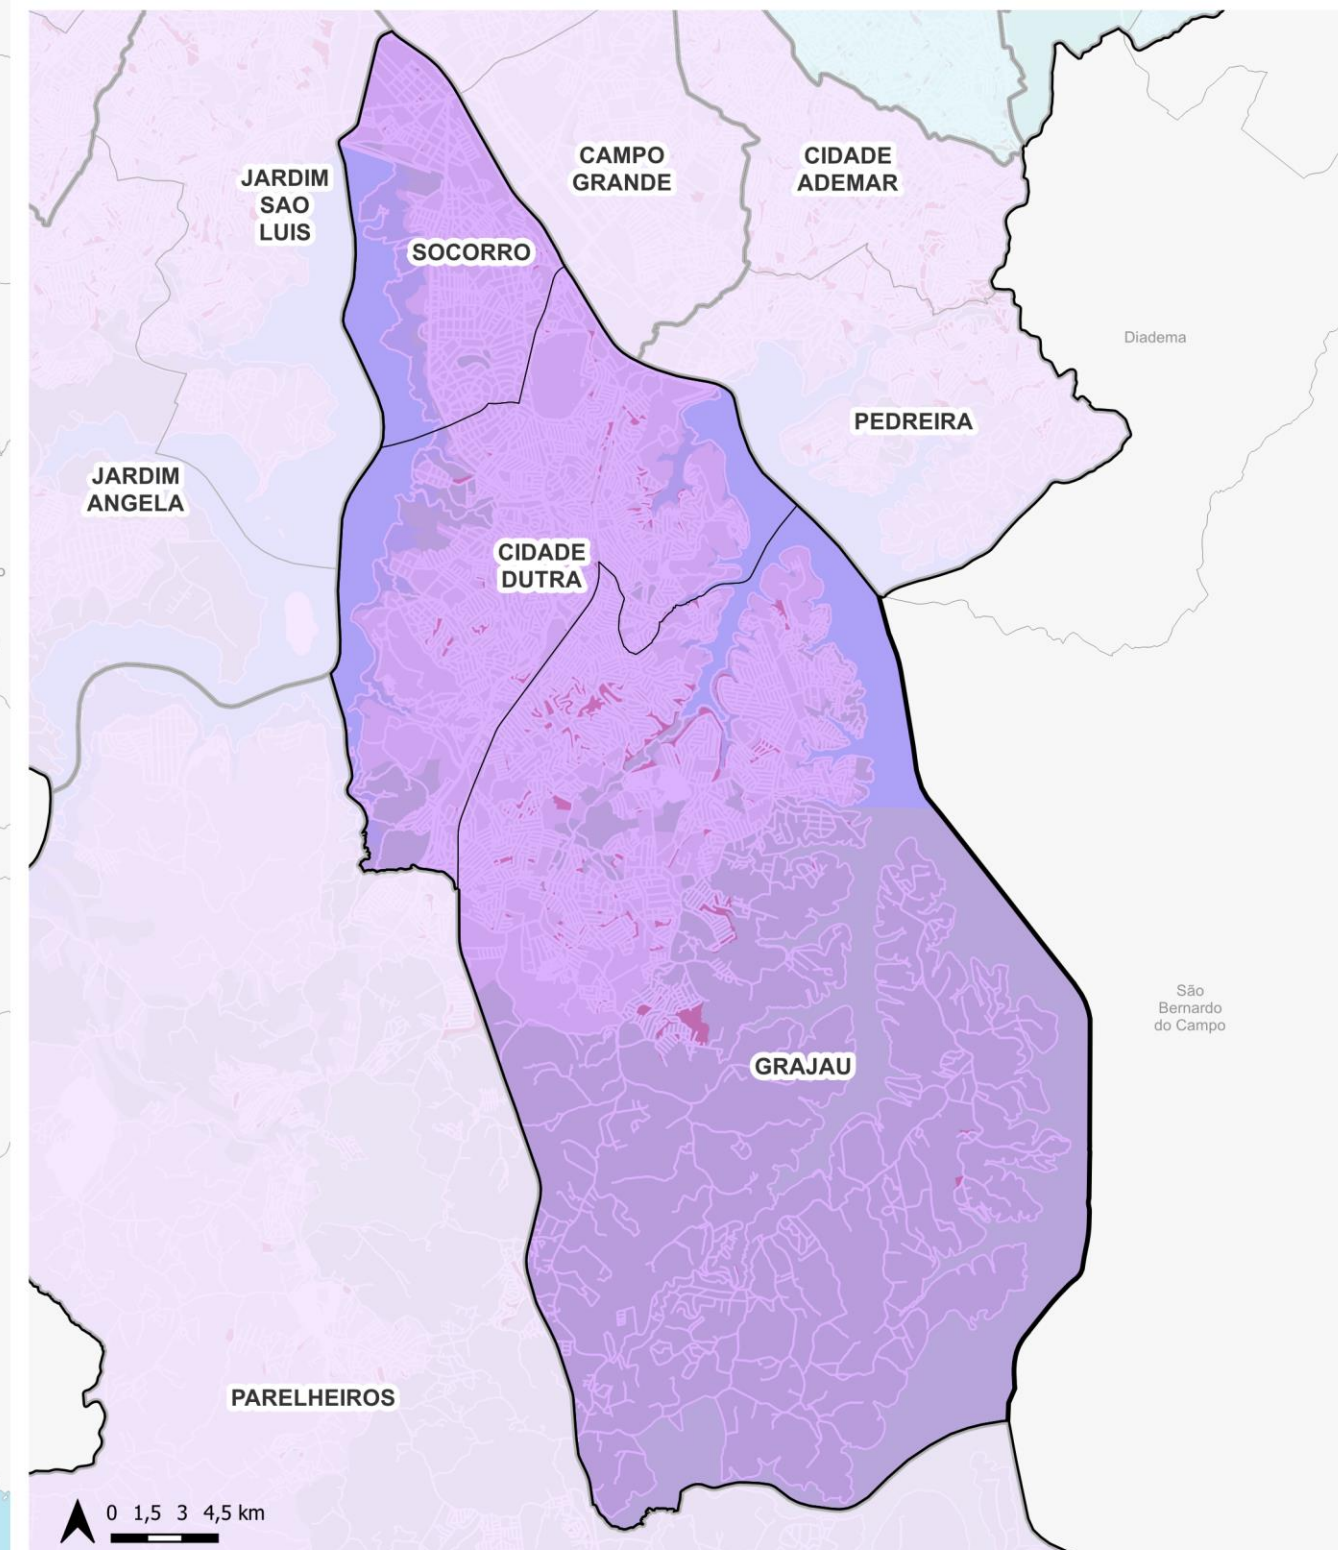 CAMPO
GRANDE
CIDADE
ADEMAR
JARDIM
SAO
LUIS
SOCORRO
Diadema
PEDREIRA
JARDIM
ANGELA
CIDADE
DUTRA
São
Bernardo
do Campo
GRAJAU
PARELHEIROS
0 1,5 3 4,5 km